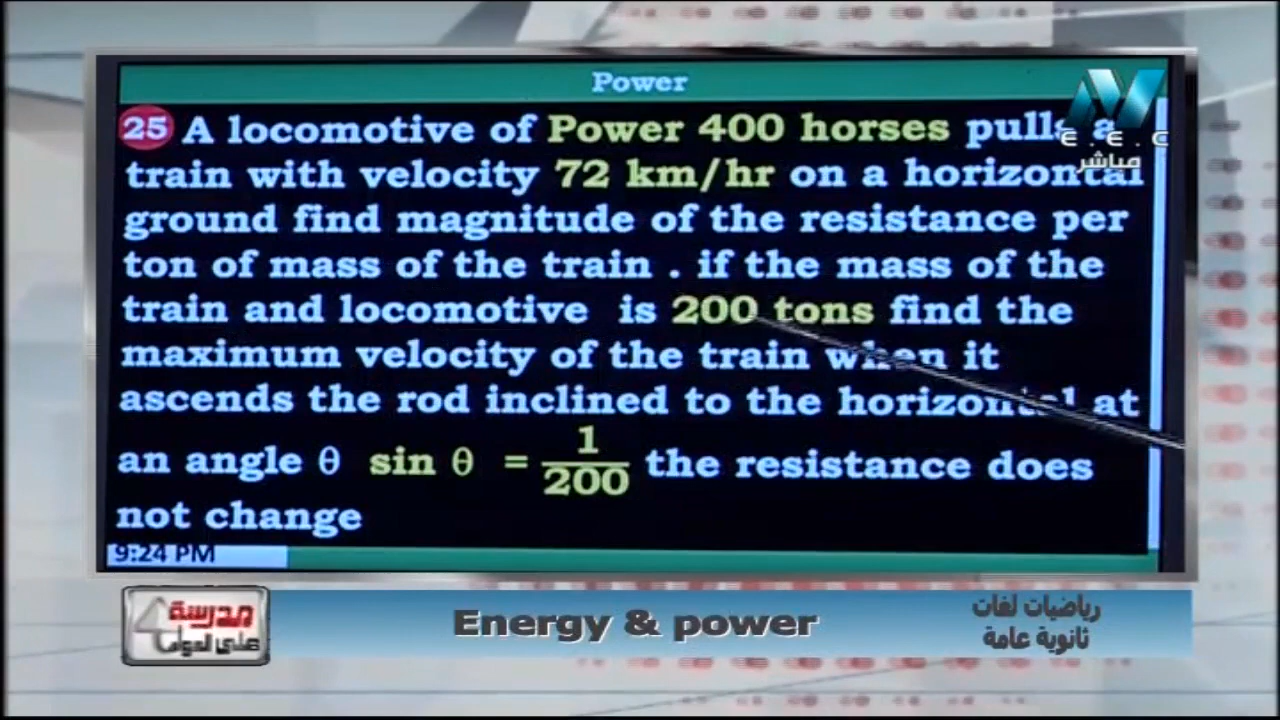 Power
25 A locomotive of Power 400 horses pulls a
train with velocity 72 km/hr on a horizontal
ground find magnitude of the resistance per
ton of mass of the train . if the mass of the
train and locomotive is 200 tons find the
maximum velocity of the train when it
ascends the rod inclined to the horizontal at
an angle θ sin θ = 1/200 the resistance does
not change
9:24 PM
E.E.C
مباشر
مدرسة
على الهواء
4
Energy & power
رياضيات لغات
ثانوية عامة